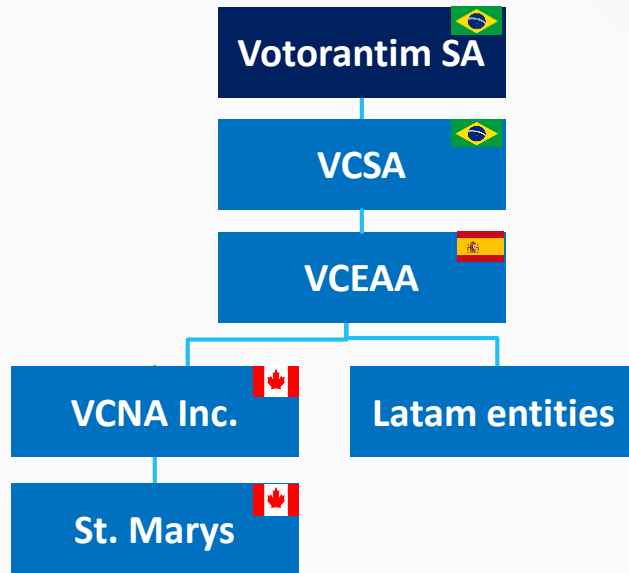 Votorantim SA
VCSA
VCEAA
VCNA Inc.
Latam entities
St. Marys